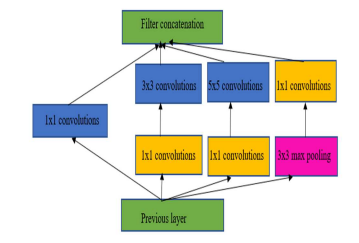 Filter concatenation
3x3 convolutions
5x5 convolutions
1x1 convolutions
1x1 convolutions
1x1 convolutions
1x1 convolutions
3x3 max pooling
Previous layer